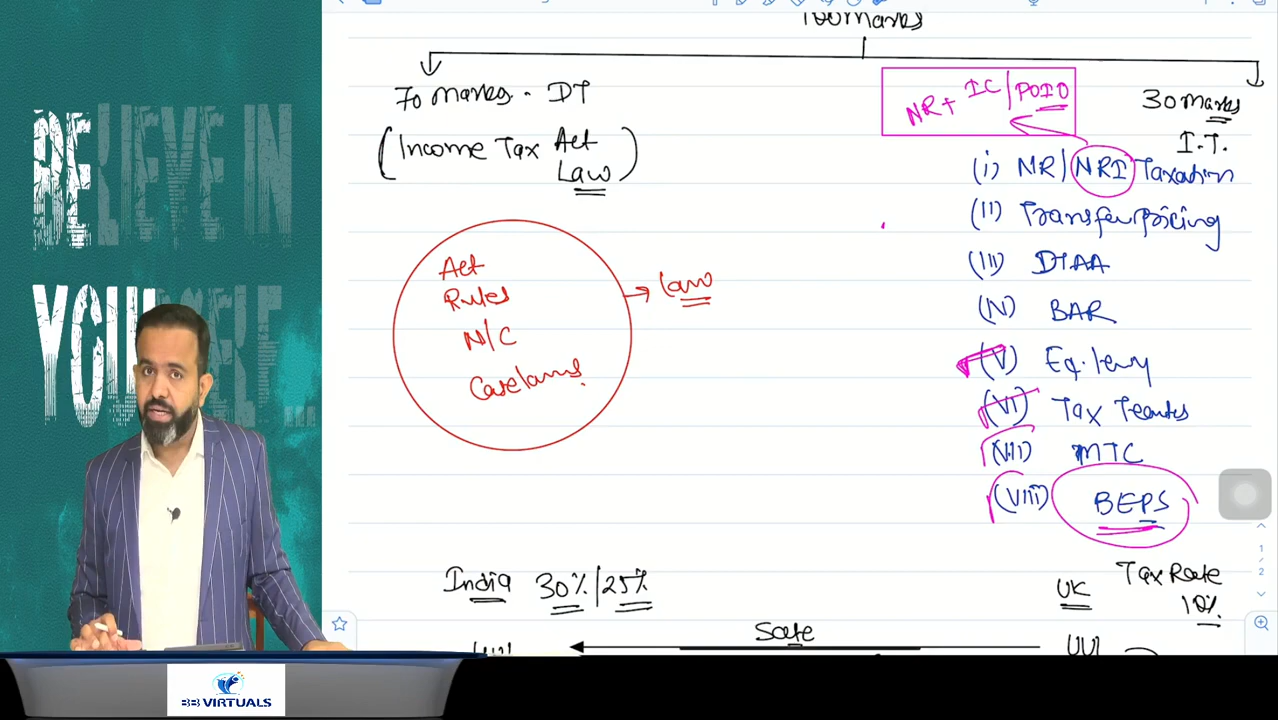 BELIEVE IN
YOURSELF...
BB VIRTUALS
100 Marks
70 Marks - DT
(Income Tax Act
Law)
Act
Rules
N/C
Caselaws
Law
NR + IC/POIO
30 Marks
I.T.
(i) NR/NRI Taxation
(II) Transfer pricing
(III) DTAA
(IV) BAR
(V) Eq. levy
(VI) Tax Teaties
(VII) MTC
(VIII) BEPS
India 30%/25%
UK Tax Rate
10%
Sale